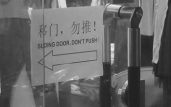 移门，勿推！
SLIDING DOOR, DON'T PUSH!